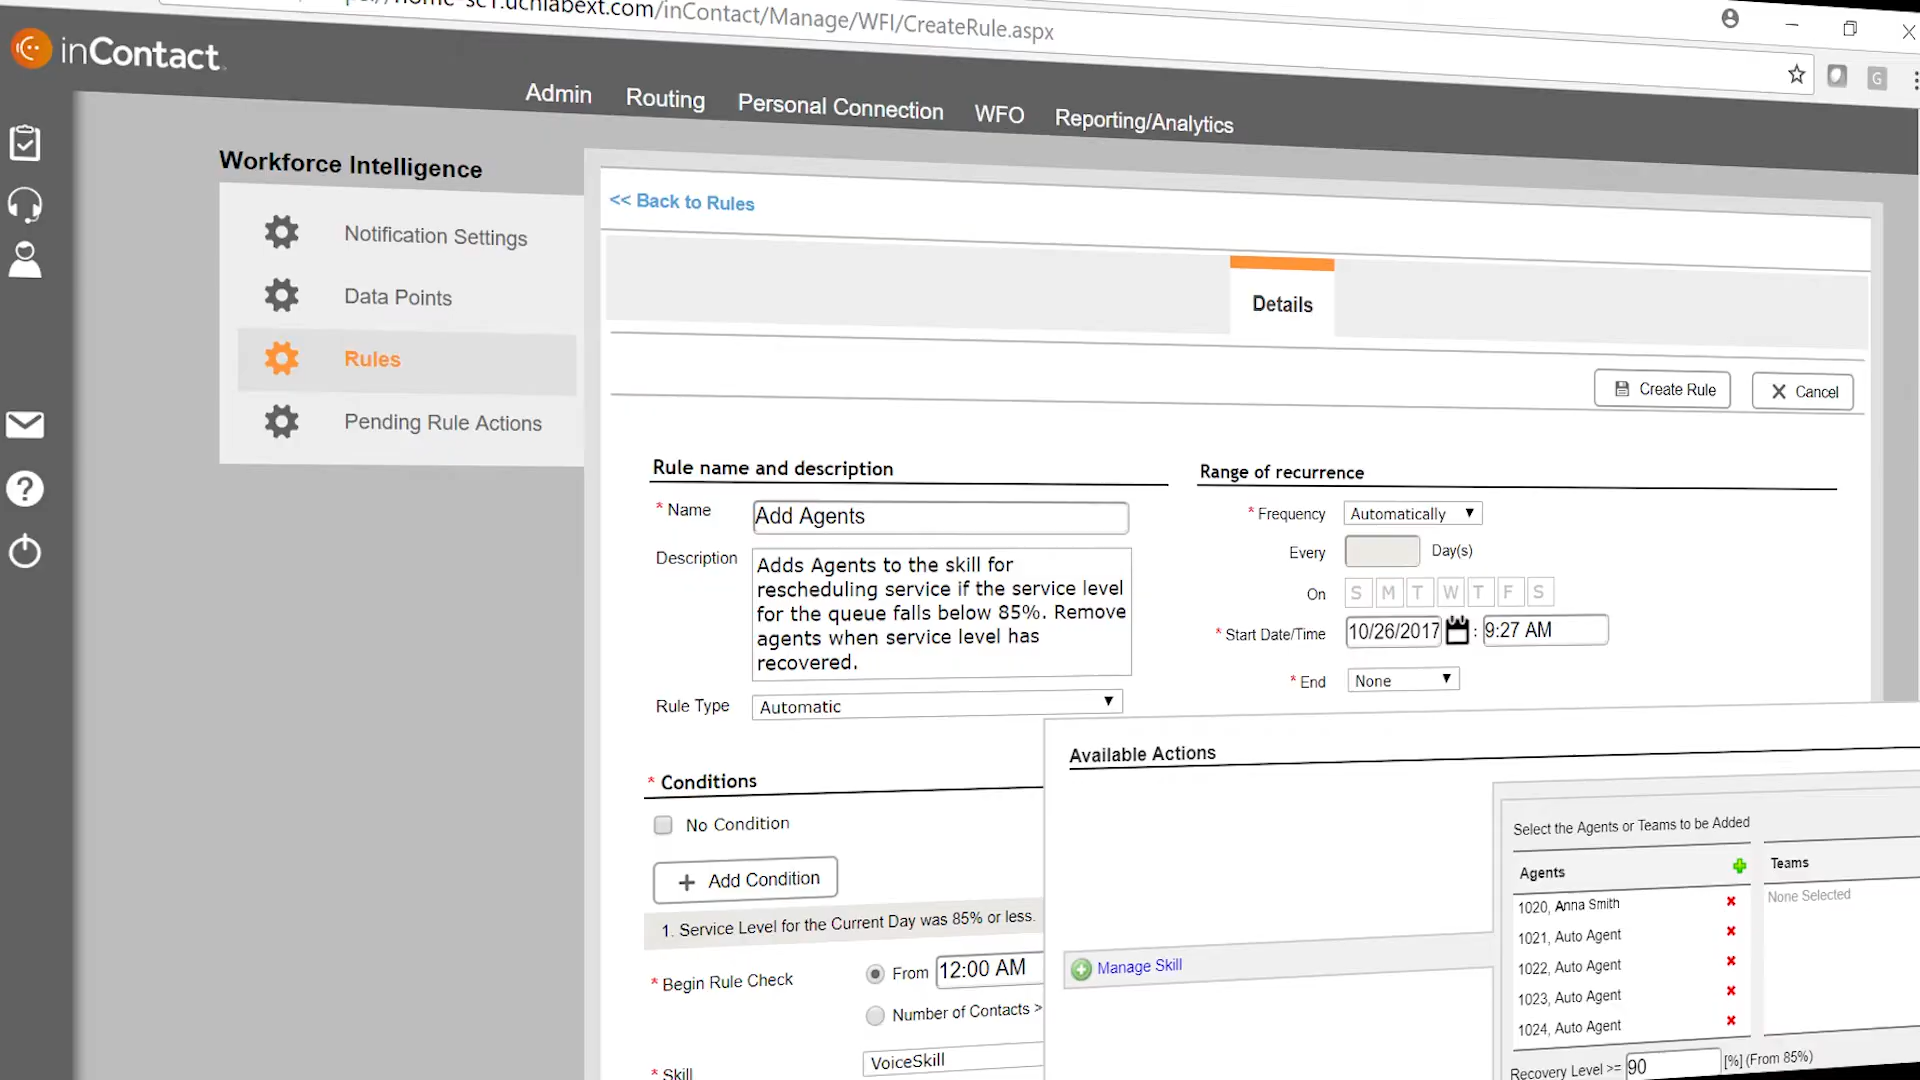 /inContact/Manage/WFI/CreateRule.aspx
inContact
Admin
Routing
Personal Connection
WFO
Reporting/Analytics
G
Workforce Intelligence
Notification Settings
Data Points
Rules
Pending Rule Actions
<< Back to Rules
Details
Create Rule
X Cancel
Rule name and description
* Name
Add Agents
Description
Adds Agents to the skill for
rescheduling service if the service level
for the queue falls below 85%. Remove
agents when service level has
recovered.
Rule Type
Automatic
Range of recurrence
* Frequency
Automatically
Every
Day(s)
On
S M T W T F S
* Start Date/Time
10/26/2017 : 9:27 AM
* End
None
* Conditions
No Condition
+ Add Condition
1. Service Level for the Current Day was 85% or less.
* Begin Rule Check
From 12:00 AM
Number of Contacts >
* Skill
VoiceSkill
Available Actions
Manage Skill
Select the Agents or Teams to be Added
Agents
1020, Anna Smith
1021, Auto Agent
1022, Auto Agent
1023, Auto Agent
1024, Auto Agent
Teams
None Selected
Recovery Level >= 90 [%] (From 85%)